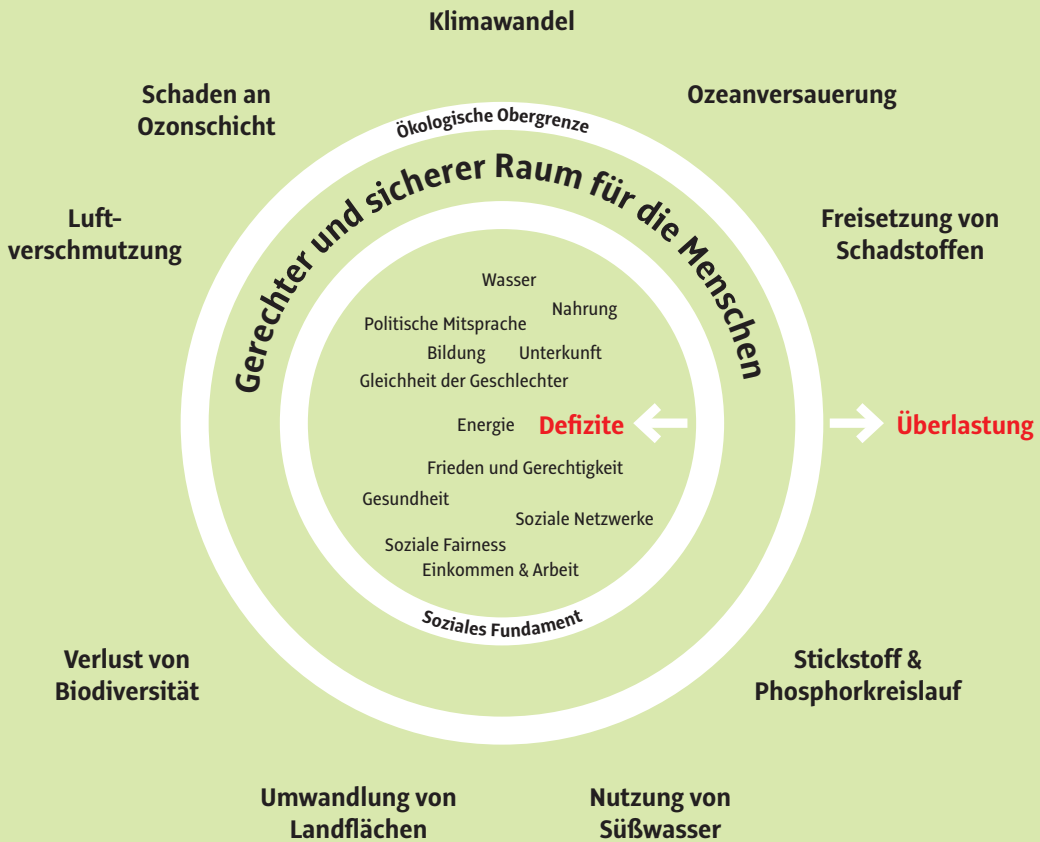 Klimawandel
Schaden an
Ozonschicht
Ozeanversauerung
Ökologische Obergrenze
Gerechter und sicherer Raum für die Menschen
Luft-
verschmutzung
Freisetzung von
Schadstoffen
Wasser
Nahrung
Politische Mitsprache
Bildung
Unterkunft
Gleichheit der Geschlechter
Energie
Defizite
Überlastung
Frieden und Gerechtigkeit
Gesundheit
Soziale Netzwerke
Soziale Fairness
Einkommen & Arbeit
Soziales Fundament
Verlust von
Biodiversität
Stickstoff &
Phosphorkreislauf
Umwandlung von
Landflächen
Nutzung von
Süßwasser